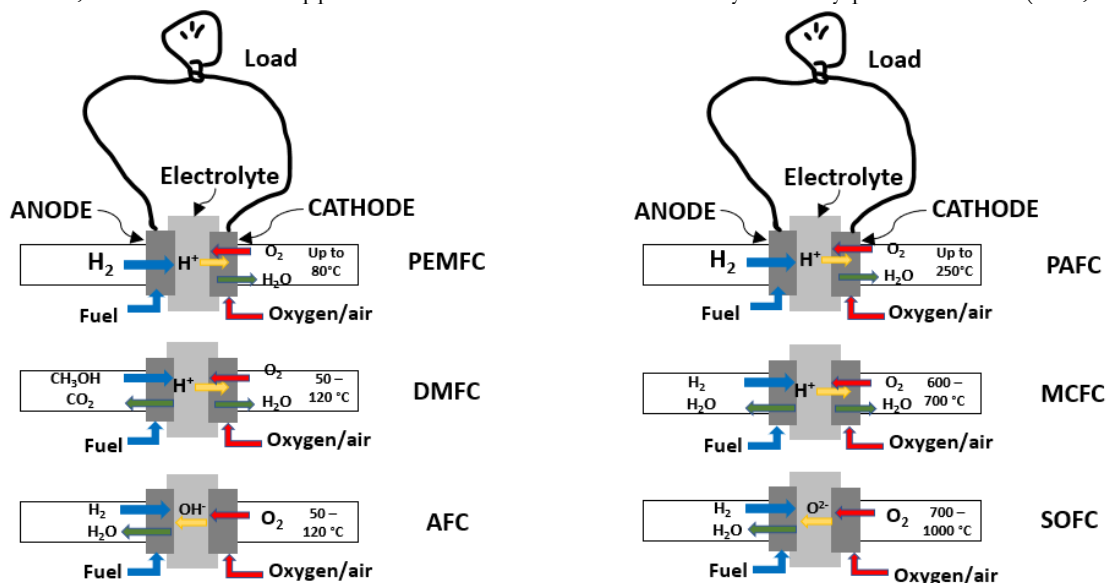 Load
Electrolyte
ANODE
CATHODE
H₂
H⁺
O₂
H₂O
Up to
80°C
PEMFC
Fuel
Oxygen/air
CH₃OH
CO₂
H⁺
O₂
H₂O
50 –
120 °C
DMFC
Fuel
Oxygen/air
H₂
H₂O
OH⁻
O₂
50 –
120 °C
AFC
Fuel
Oxygen/air
Load
Electrolyte
ANODE
CATHODE
H₂
H⁺
O₂
H₂O
Up to
250°C
PAFC
Fuel
Oxygen/air
H₂
H₂O
H⁺
O₂
H₂O
600 –
700 °C
MCFC
Fuel
Oxygen/air
H₂
H₂O
O²⁻
O₂
700 –
1000 °C
SOFC
Fuel
Oxygen/air